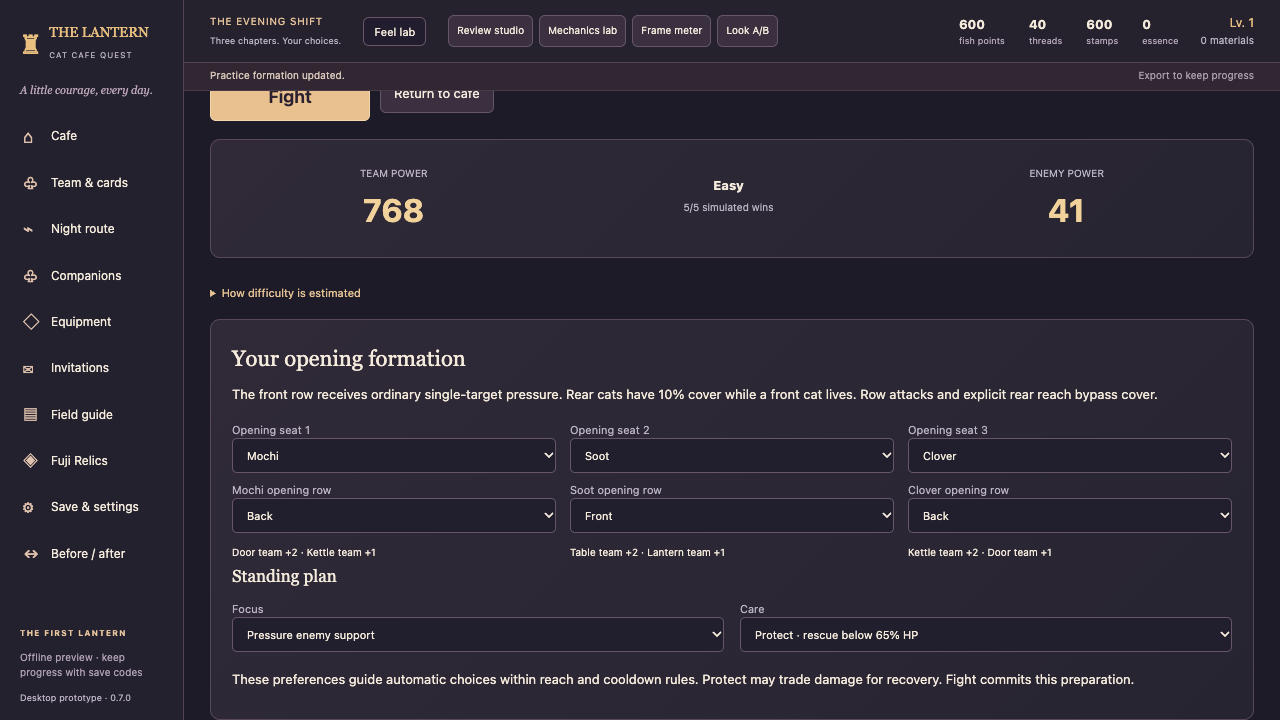 THE LANTERN
CAT CAFE QUEST
A little courage, every day.
Cafe
Team & cards
Night route
Companions
Equipment
Invitations
Field guide
Fuji Relics
Save & settings
Before / after
THE FIRST LANTERN
Offline preview · keep
progress with save codes
Desktop prototype · 0.7.0
THE EVENING SHIFT
Three chapters. Your choices.
Feel lab
Review studio
Mechanics lab
Frame meter
Look A/B
600
fish points
40
threads
600
stamps
0
essence
Lv. 1
0 materials
Practice formation updated.
Export to keep progress
Fight
Return to cafe
TEAM POWER
768
Easy
5/5 simulated wins
ENEMY POWER
41
How difficulty is estimated
Your opening formation
The front row receives ordinary single-target pressure. Rear cats have 10% cover while a front cat lives. Row attacks and explicit rear reach bypass cover.
Opening seat 1
Opening seat 2
Opening seat 3
Mochi
Soot
Clover
Mochi opening row
Soot opening row
Clover opening row
Back
Front
Back
Door team +2 · Kettle team +1
Table team +2 · Lantern team +1
Kettle team +2 · Door team +1
Standing plan
Focus
Care
Pressure enemy support
Protect · rescue below 65% HP
These preferences guide automatic choices within reach and cooldown rules. Protect may trade damage for recovery. Fight commits this preparation.